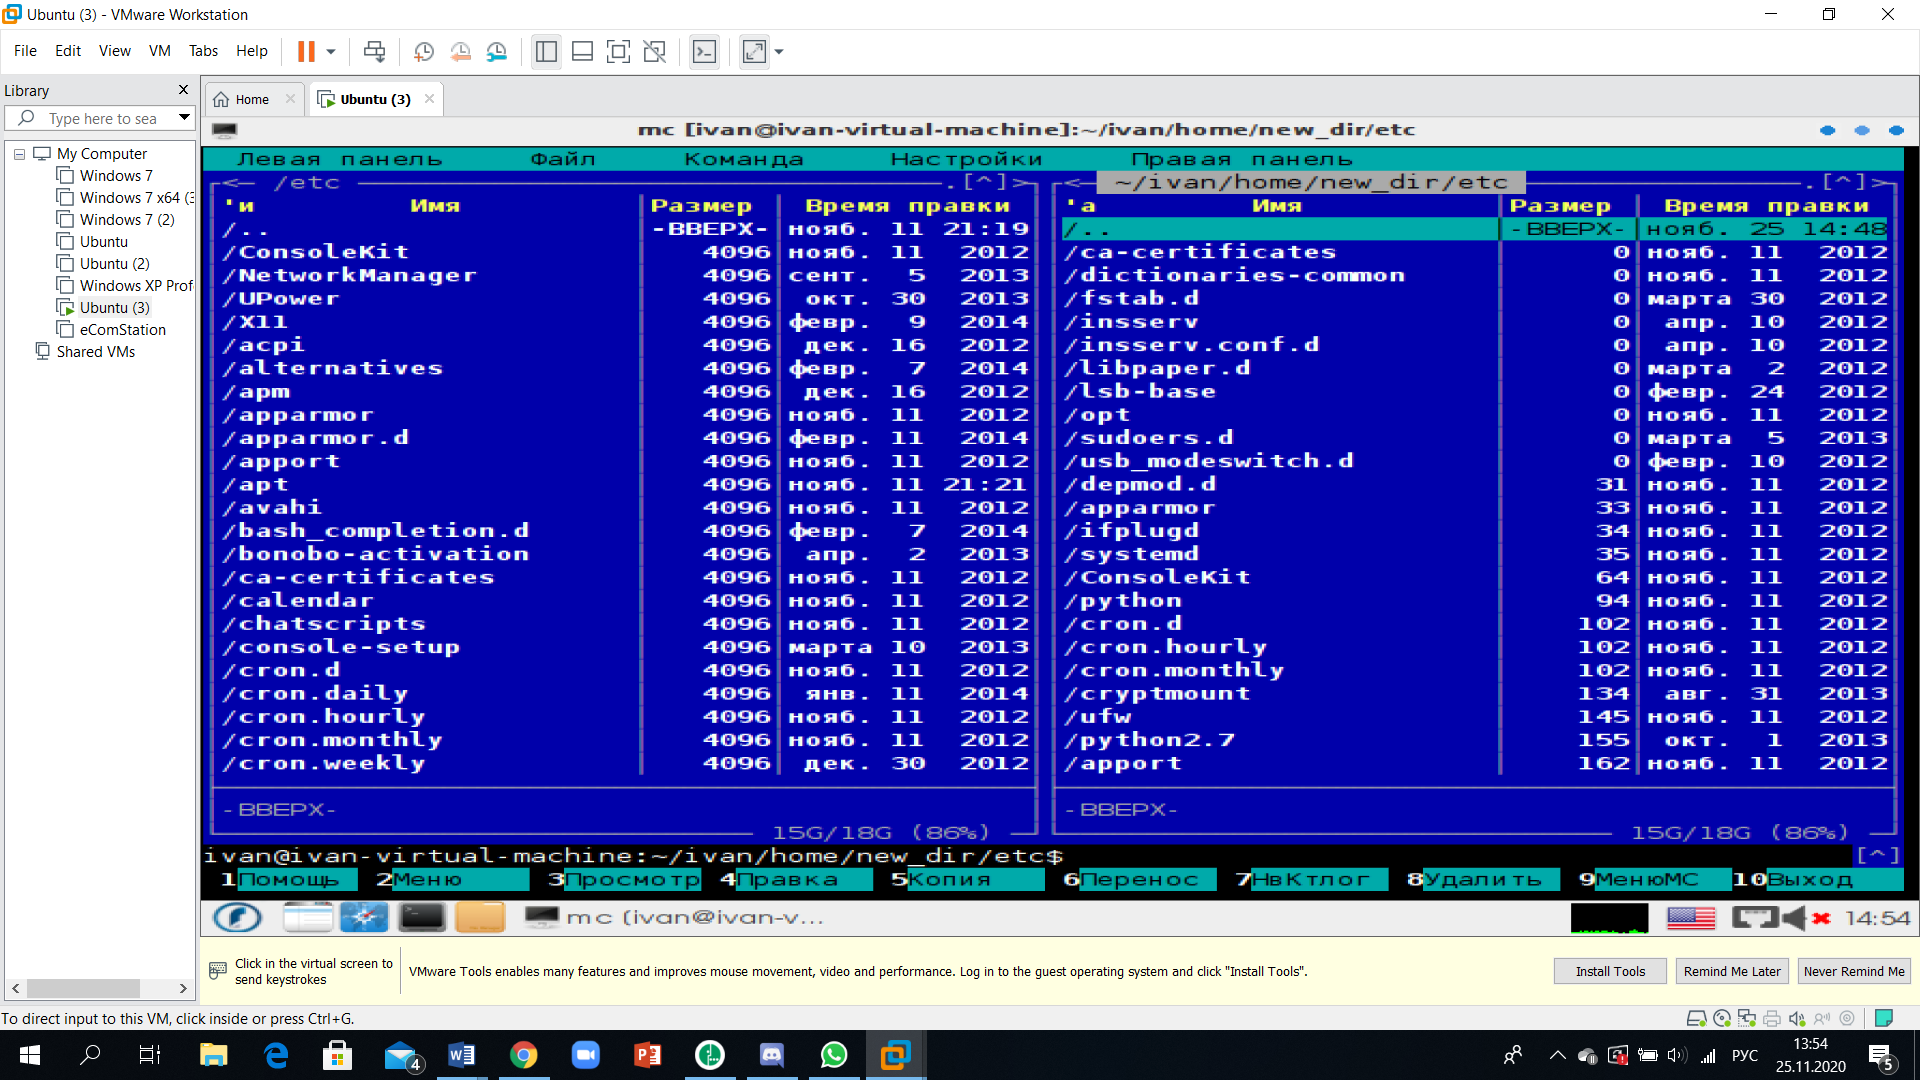 Ubuntu (3) - VMware Workstation
File Edit View VM Tabs Help
Library
Type here to sea
My Computer
Windows 7
Windows 7 x64 (3
Windows 7 (2)
Ubuntu
Ubuntu (2)
Windows XP Prof
Ubuntu (3)
eComStation
Shared VMs
Home Ubuntu (3)
mc [ivan@ivan-virtual-machine]:~/ivan/home/new_dir/etc
Левая панель Файл Команда Настройки Правая панель
<— /etc .[^]>
'и Имя Размер Время правки
/.. -ВВЕРХ- нояб. 11 21:19
/ConsoleKit 4096 нояб. 11 2012
/NetworkManager 4096 сент. 5 2013
/UPower 4096 окт. 30 2013
/X11 4096 февр. 9 2014
/acpi 4096 дек. 16 2012
/alternatives 4096 февр. 7 2014
/apm 4096 дек. 16 2012
/apparmor 4096 нояб. 11 2012
/apparmor.d 4096 февр. 11 2014
/apport 4096 нояб. 11 2012
/apt 4096 нояб. 11 21:21
/avahi 4096 нояб. 11 2012
/bash_completion.d 4096 февр. 7 2014
/bonobo-activation 4096 апр. 2 2013
/ca-certificates 4096 нояб. 11 2012
/calendar 4096 нояб. 11 2012
/chatscripts 4096 нояб. 11 2012
/console-setup 4096 марта 10 2013
/cron.d 4096 нояб. 11 2012
/cron.daily 4096 янв. 11 2014
/cron.hourly 4096 нояб. 11 2012
/cron.monthly 4096 нояб. 11 2012
/cron.weekly 4096 дек. 30 2012
-ВВЕРХ-
15G/18G (86%)
<— ~/ivan/home/new_dir/etc .[^]>
'а Имя Размер Время правки
/.. -ВВЕРХ- нояб. 25 14:48
/ca-certificates 0 нояб. 11 2012
/dictionaries-common 0 нояб. 11 2012
/fstab.d 0 марта 30 2012
/insserv 0 апр. 10 2012
/insserv.conf.d 0 апр. 10 2012
/libpaper.d 0 марта 2 2012
/lsb-base 0 февр. 24 2012
/opt 0 нояб. 11 2012
/sudoers.d 0 марта 5 2013
/usb_modeswitch.d 0 февр. 10 2012
/depmod.d 31 нояб. 11 2012
/apparmor 33 нояб. 11 2012
/ifplugd 34 нояб. 11 2012
/systemd 35 нояб. 11 2012
/ConsoleKit 64 нояб. 11 2012
/python 94 нояб. 11 2012
/cron.d 102 нояб. 11 2012
/cron.hourly 102 нояб. 11 2012
/cron.monthly 102 нояб. 11 2012
/cryptmount 134 авг. 31 2013
/ufw 145 нояб. 11 2012
/python2.7 155 окт. 1 2013
/apport 162 нояб. 11 2012
-ВВЕРХ-
15G/18G (86%)
ivan@ivan-virtual-machine:~/ivan/home/new_dir/etc$ [^]
1Помощь 2Меню 3Просмотр 4Правка 5Копия 6Перенос 7НвКтлог 8Удалить 9МенюМС 10Выход
mc (ivan@ivan-v... 14:54
Click in the virtual screen to
send keystrokes
VMware Tools enables many features and improves mouse movement, video and performance. Log in to the guest operating system and click "Install Tools".
Install Tools Remind Me Later Never Remind Me
To direct input to this VM, click inside or press Ctrl+G.
4 РУС 13:54
25.11.2020 5